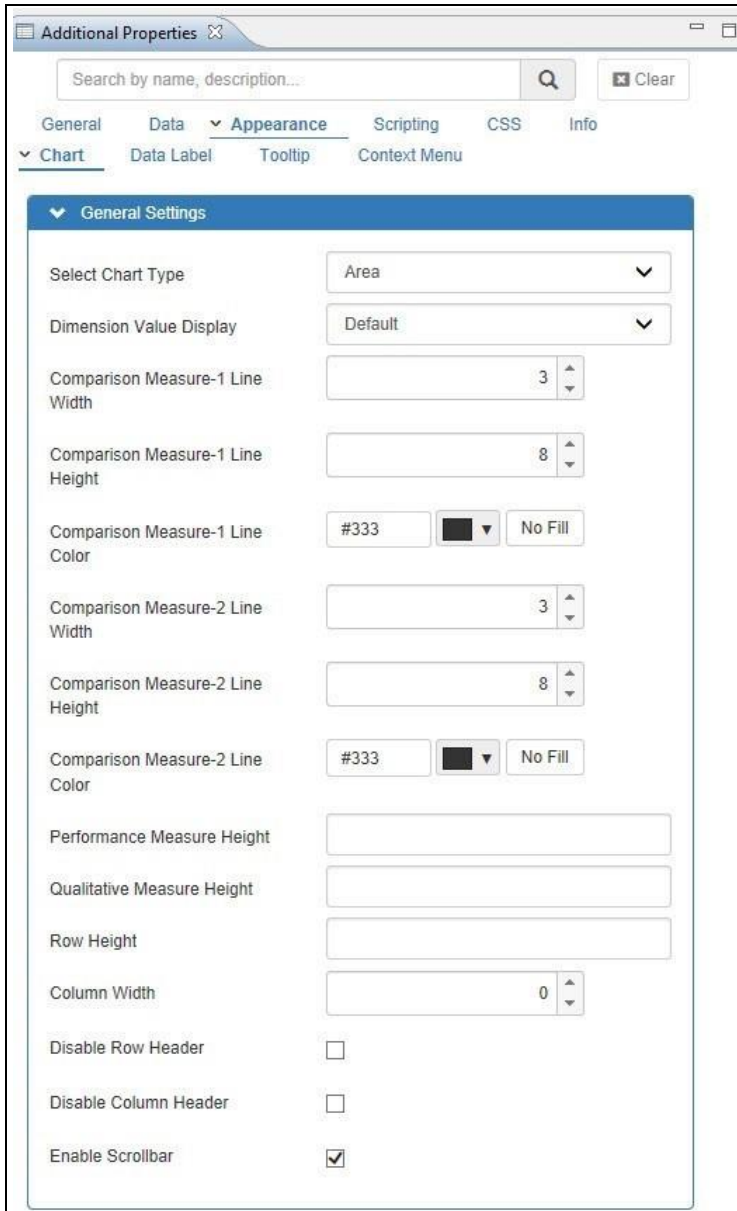 Additional Properties
Search by name, description...
Clear
General Data Appearance Scripting CSS Info
Chart Data Label Tooltip Context Menu
General Settings
Select Chart Type Area
Dimension Value Display Default
Comparison Measure-1 Line 3
Width
Comparison Measure-1 Line 8
Height
Comparison Measure-1 Line #333 No Fill
Color
Comparison Measure-2 Line 3
Width
Comparison Measure-2 Line 8
Height
Comparison Measure-2 Line #333 No Fill
Color
Performance Measure Height
Qualitative Measure Height
Row Height
Column Width 0
Disable Row Header
Disable Column Header
Enable Scrollbar